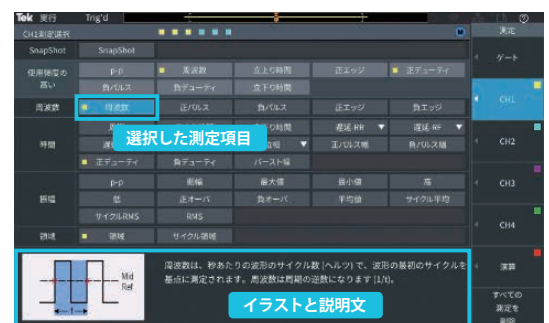 Tek 実行 Trig'd
CH1測定選択
測定
SnapShot SnapShot
ゲート
使用頻度の高い
p-p 周波数 立上り時間 正エッジ 正デューティ
負パルス 負デューティ 立下り時間
CH1
周波数 周波数 正パルス 負パルス 正エッジ 負エッジ
時間
遅延-RR 遅延-RF
選択した測定項目
正パルス幅 負パルス幅
CH2
正デューティ 負デューティ バースト幅
振幅
p-p 振幅 最大値 最小値 高
CH3
低 正オーバ 負オーバ 平均値 サイクル平均
サイクルRMS RMS
CH4
領域 領域 サイクル領域
Mid
Ref
周波数は、秒あたりの波形のサイクル数 [ヘルツ] で、波形の最初のサイクルを
基点に測定されます。周波数は周期の逆数になります [1/t]。
演算
イラストと説明文
すべての
測定を
削除